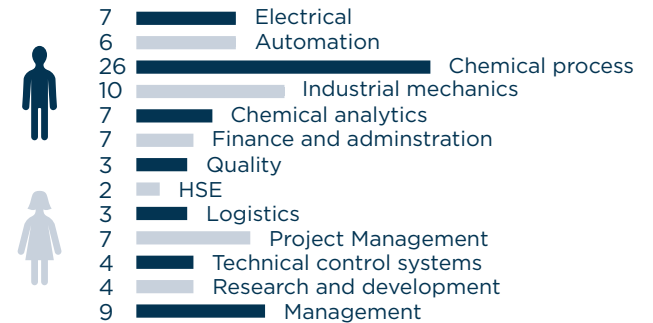 7 Electrical
6 Automation
26 Chemical process
10 Industrial mechanics
7 Chemical analytics
7 Finance and adminstration
3 Quality
2 HSE
3 Logistics
7 Project Management
4 Technical control systems
4 Research and development
9 Management